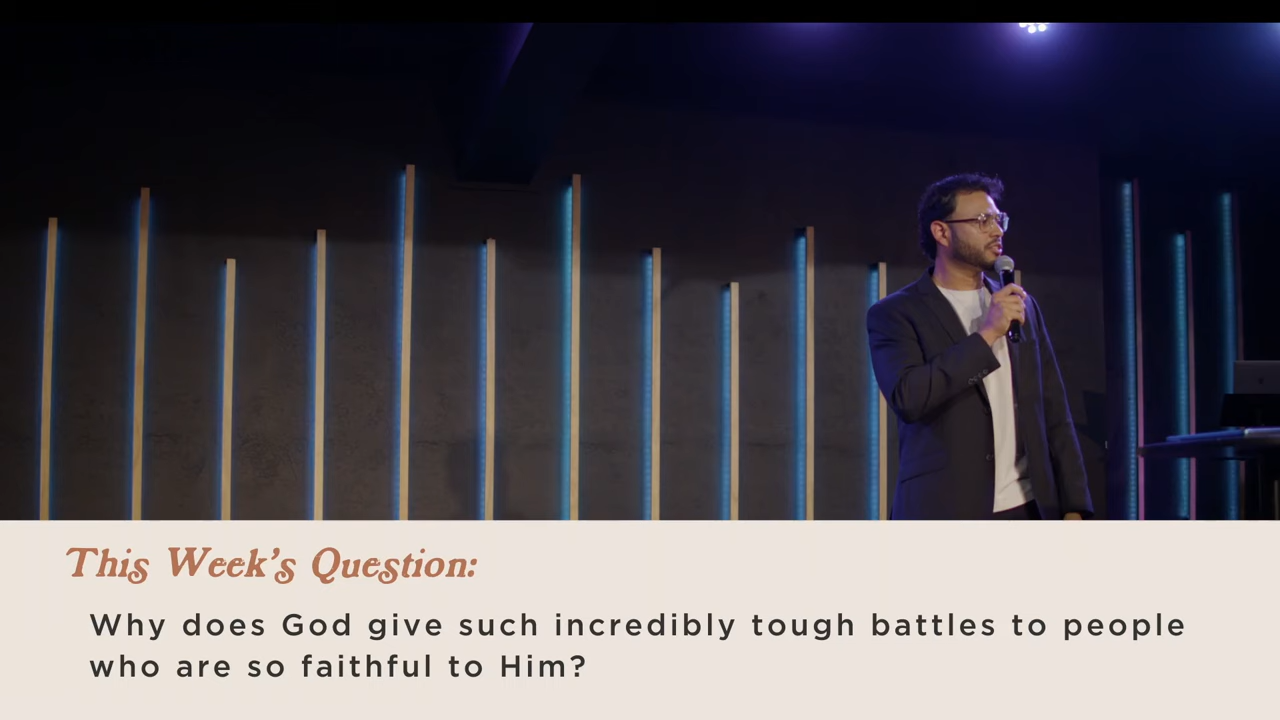 This Week's Question:
Why does God give such incredibly tough battles to people
who are so faithful to Him?